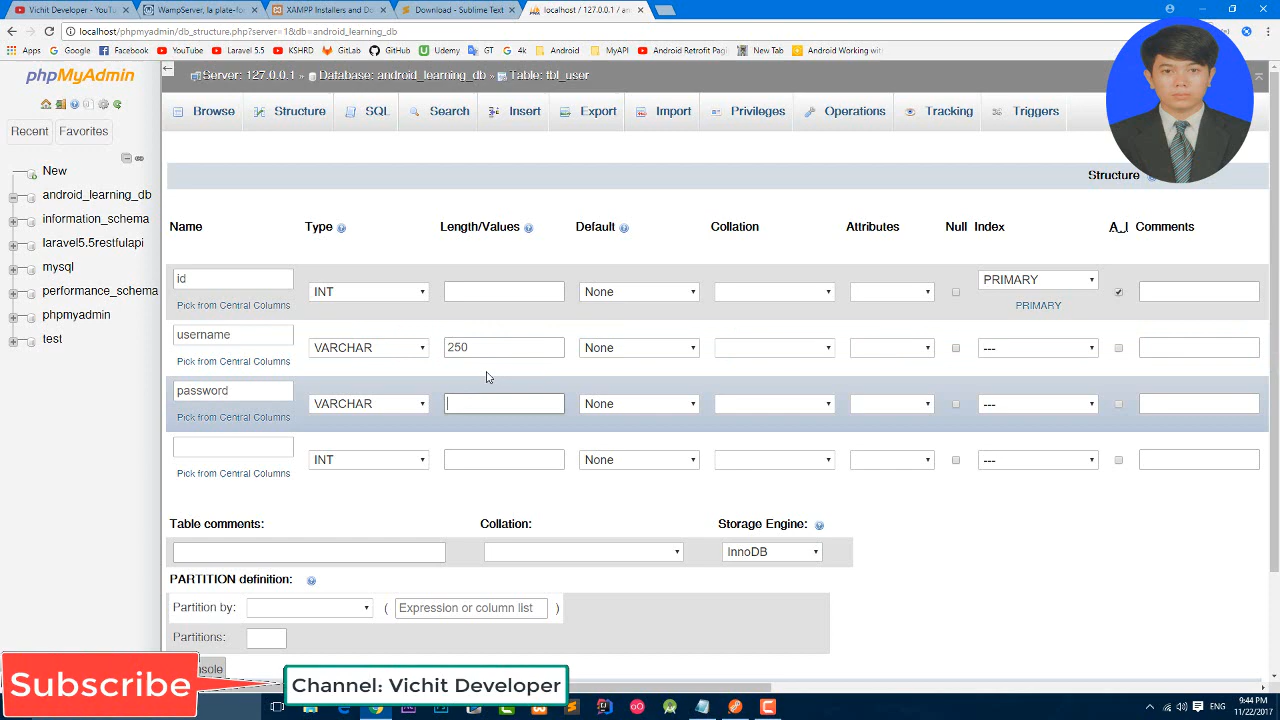 Vichit Developer - YouTu
WampServer, la plate-for
XAMPP Installers and Do
Download - Sublime Text
localhost / 127.0.0.1 / an
localhost/phpmyadmin/db_structure.php?server=1&db=android_learning_db
Apps Google Facebook YouTube Laravel 5.5 KSHRD GitLab GitHub Udemy GT 4k Android MyAPI Android Retrofit Pagi New Tab Android Working wit
phpMyAdmin
Recent Favorites
New
android_learning_db
information_schema
laravel5.5restfulapi
mysql
performance_schema
phpmyadmin
test
Server: 127.0.0.1 » Database: android_learning_db » Table: tbl_user
Browse Structure SQL Search Insert Export Import Privileges Operations Tracking Triggers
Structure
Name Type Length/Values Default Collation Attributes Null Index A_I Comments
id INT None PRIMARY
Pick from Central Columns PRIMARY
username VARCHAR 250 None ---
Pick from Central Columns
password VARCHAR None ---
Pick from Central Columns
INT None ---
Pick from Central Columns
Table comments: Collation: Storage Engine:
InnoDB
PARTITION definition:
Partition by: ( Expression or column list )
Partitions:
Subscribe
Channel: Vichit Developer
ENG
9:44 PM
11/22/2017